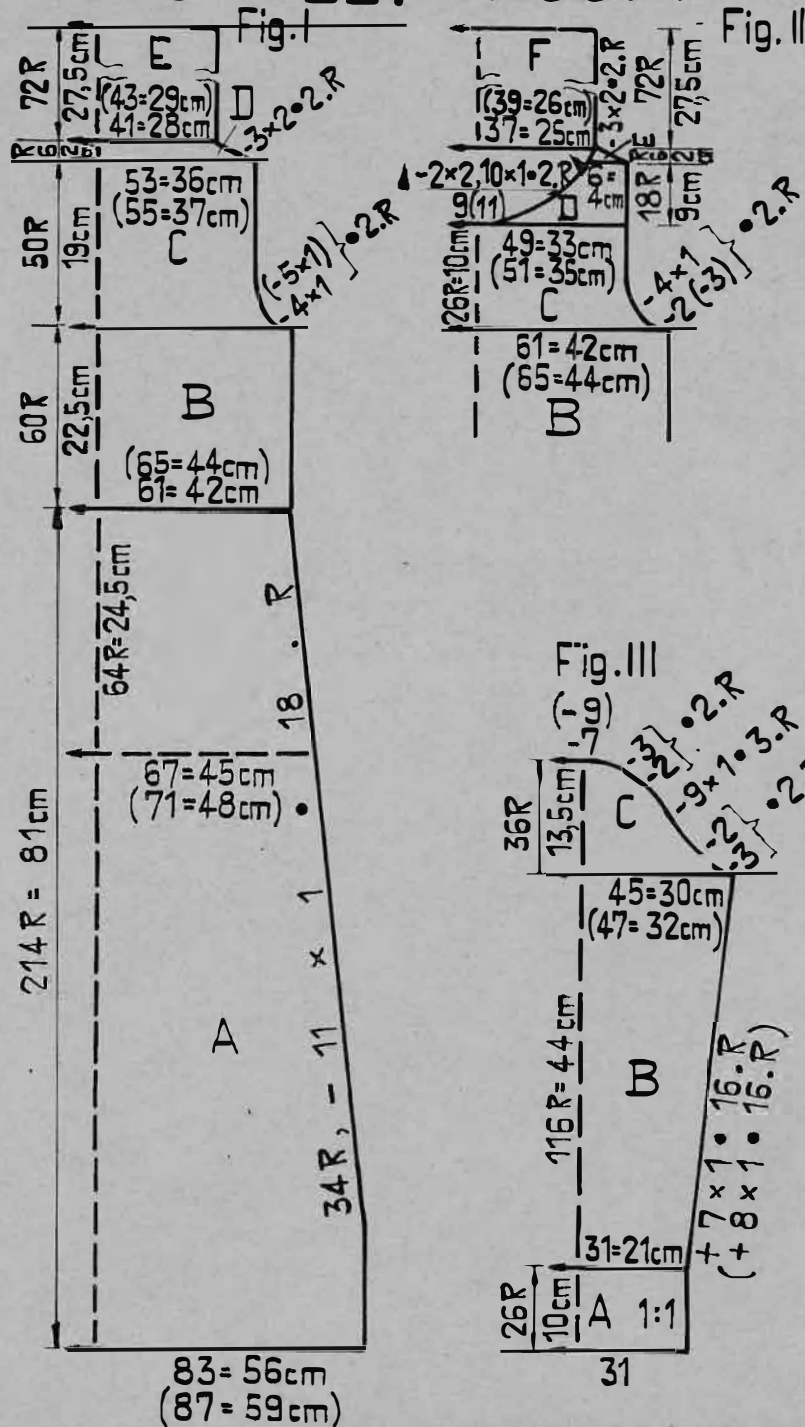 Fig. I
E
72R
27,5cm
(43=29cm)
41=28cm
D
-3×2•2.R
R
6
2
53=36cm
(55=37cm)
C
50R
19cm
(-5×1)
-4×1
} •2.R
B
60R
22,5cm
(65=44cm)
61=42cm
64R=24,5cm
67=45cm
(71=48cm)
214R = 81cm
A
34R, - 11 × 1 • 18 . R
83=56cm
(87=59cm)
Fig. II
F
-3×2•2.R
72R
27,5cm
(39=26cm)
37=25cm
E
R
6
2
▲ -2×2,10×1•2.R
6=
4cm
18R
9cm
9(11)
D
26R=10cm
49=33cm
(51=35cm)
C
-4×1
-2(-3)
} •2.R
61=42cm
(65=44cm)
B
Fig. III
(-9)
-7
-3
-2
} •2.R
-9×1•3.R
-2
-3
} •2
36R
13,5cm
C
45=30cm
(47=32cm)
116R=44cm
B
+7×1•16.R
(+8×1•16.R)
31=21cm
26R
10cm
A 1:1
31